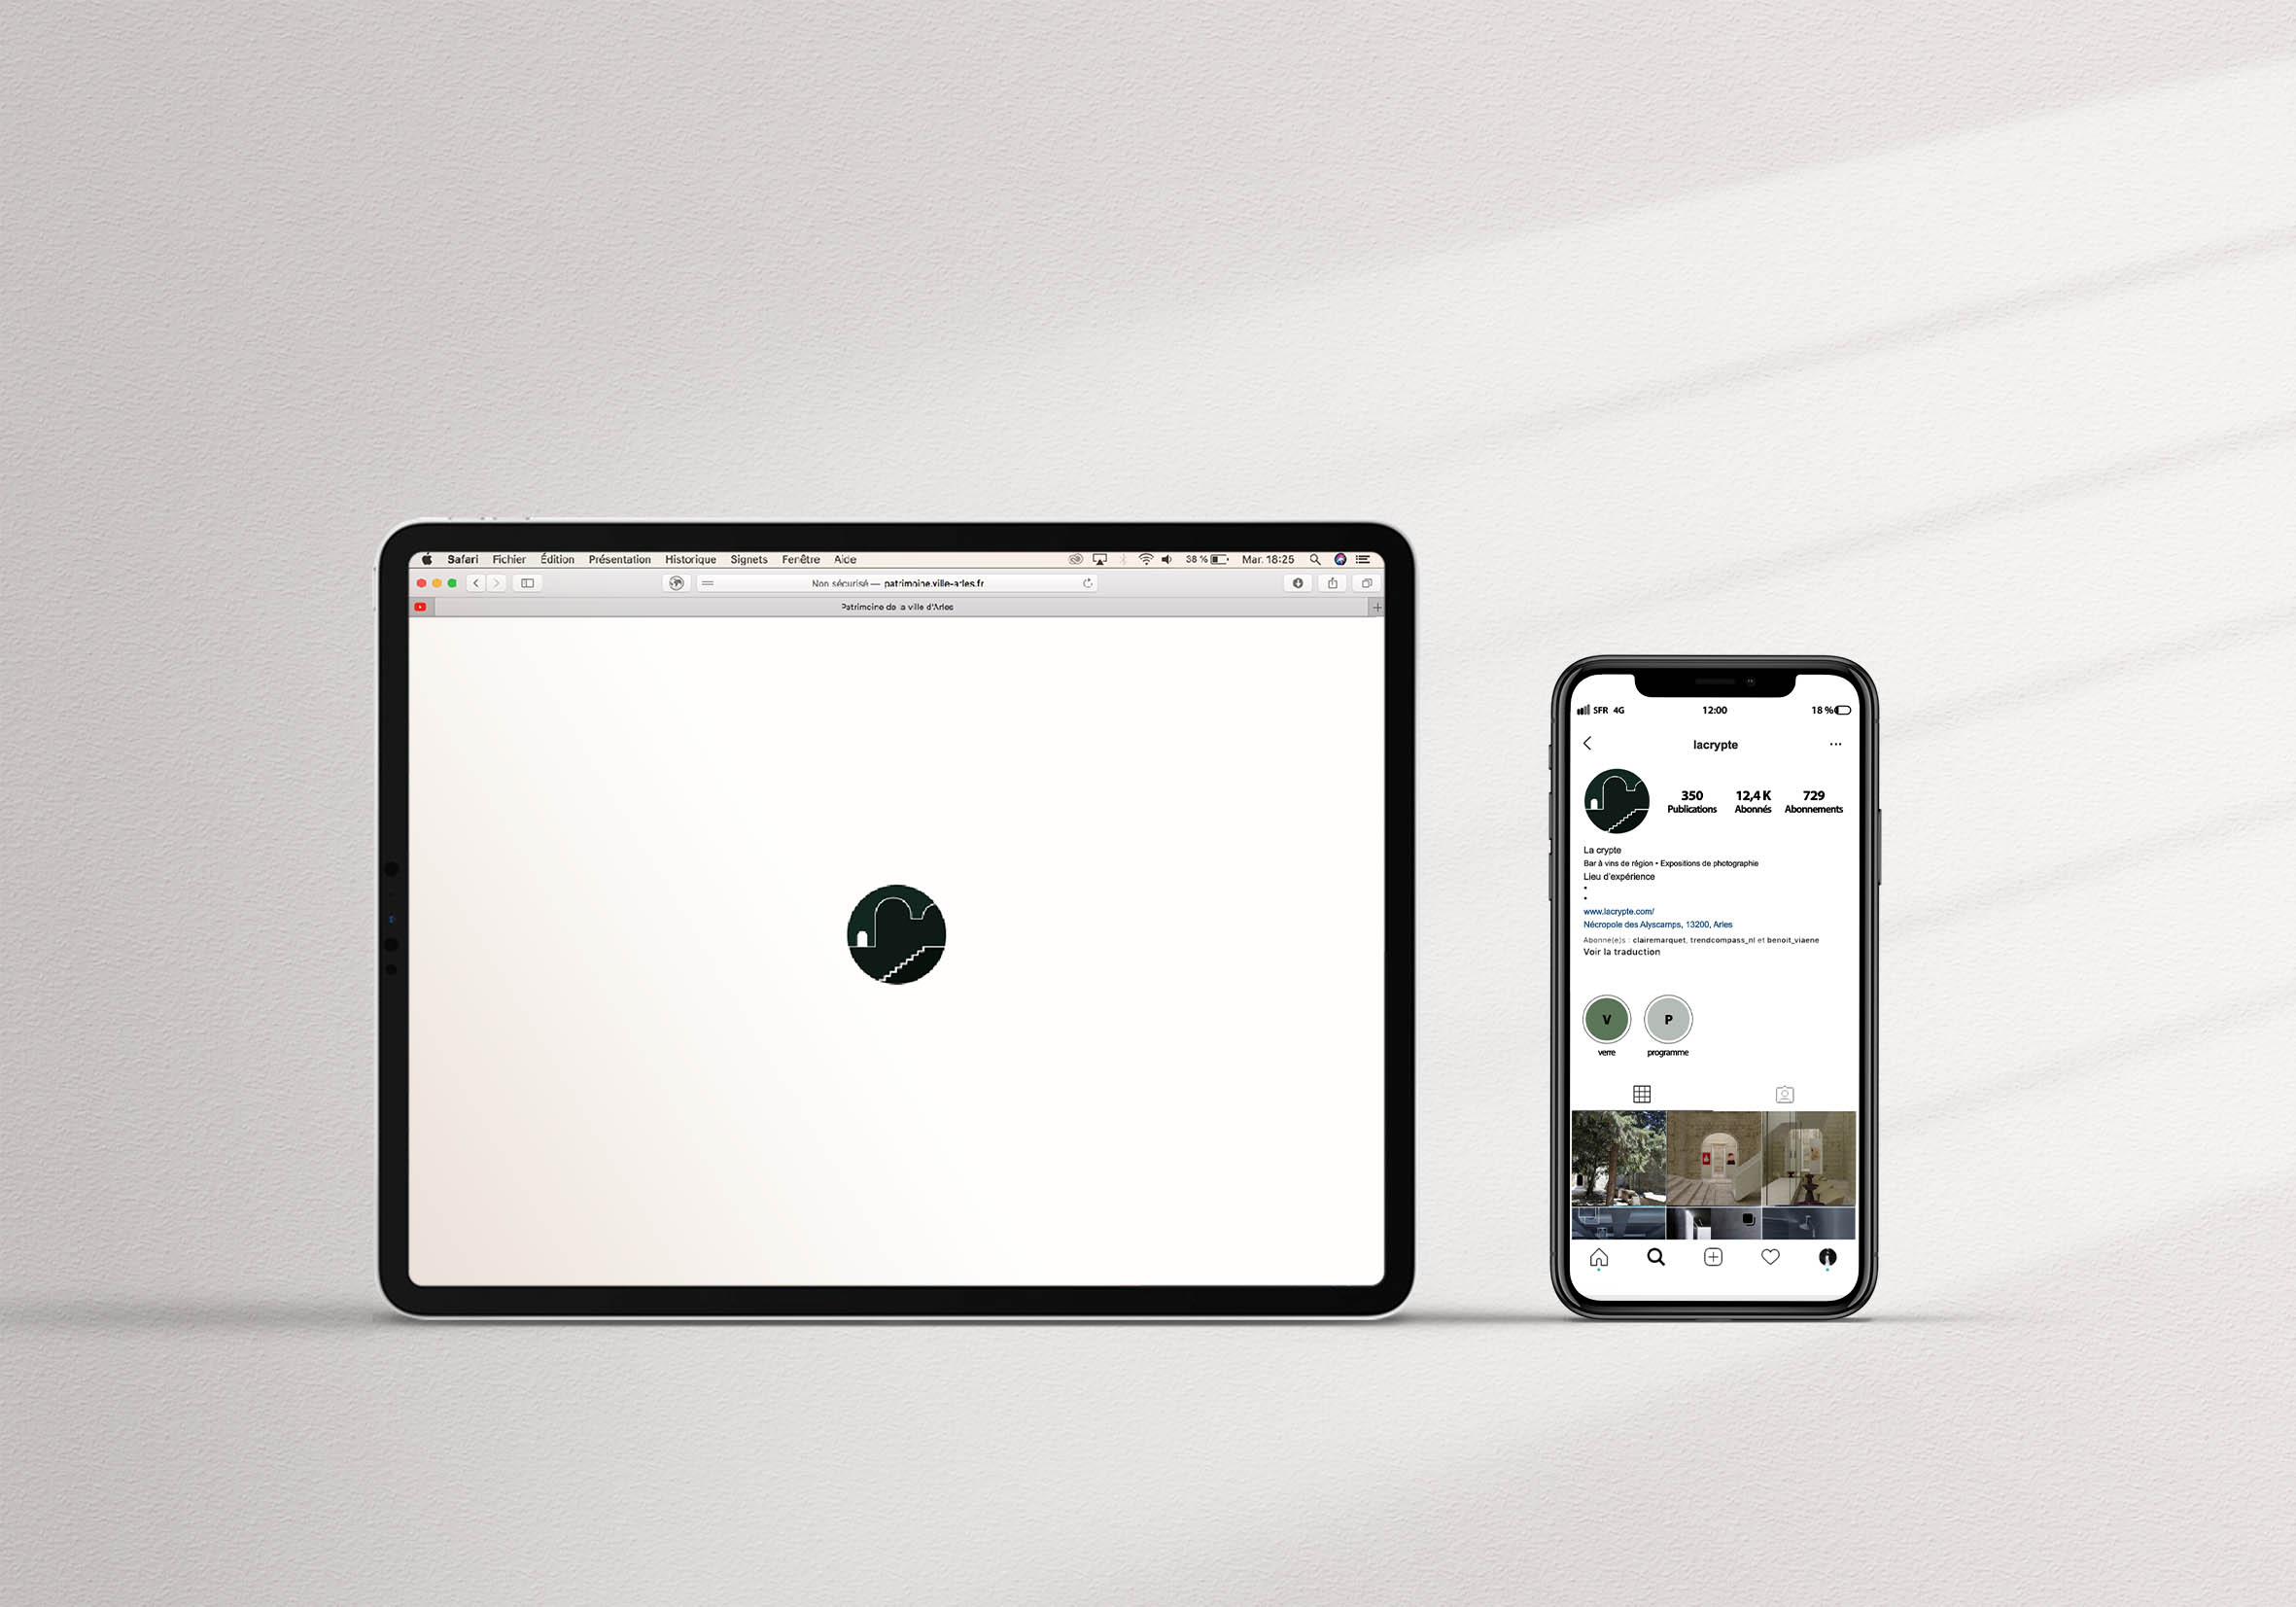 Safari Fichier Édition Présentation Historique Signets Fenêtre Aide 38 % Mar. 18:25
Non sécurisé — patrimoine.ville-arles.fr
Patrimoine de la ville d'Arles
SFR 4G 12:00 18 %
lacrypte
350 12,4 K 729
Publications Abonnés Abonnements
La crypte
Bar à vins de région • Expositions de photographie
Lieu d'expérience
•
•
www.lacrypte.com/
Nécropole des Alyscamps, 13200, Arles
Abonné(e)s : clairemarquet, trendcompass_nl et benoit_viaene
Voir la traduction
V P
verre programme